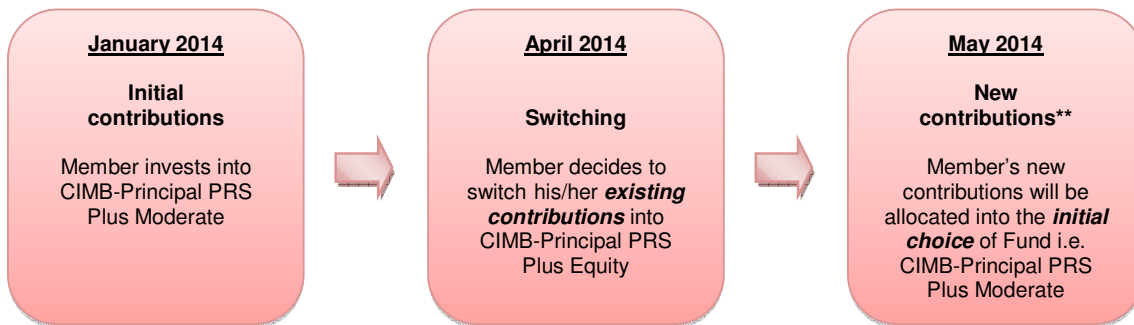 January 2014
Initial
contributions
Member invests into
CIMB-Principal PRS
Plus Moderate
April 2014
Switching
Member decides to
switch his/her existing
contributions into
CIMB-Principal PRS
Plus Equity
May 2014
New
contributions**
Member's new
contributions will be
allocated into the initial
choice of Fund i.e.
CIMB-Principal PRS
Plus Moderate